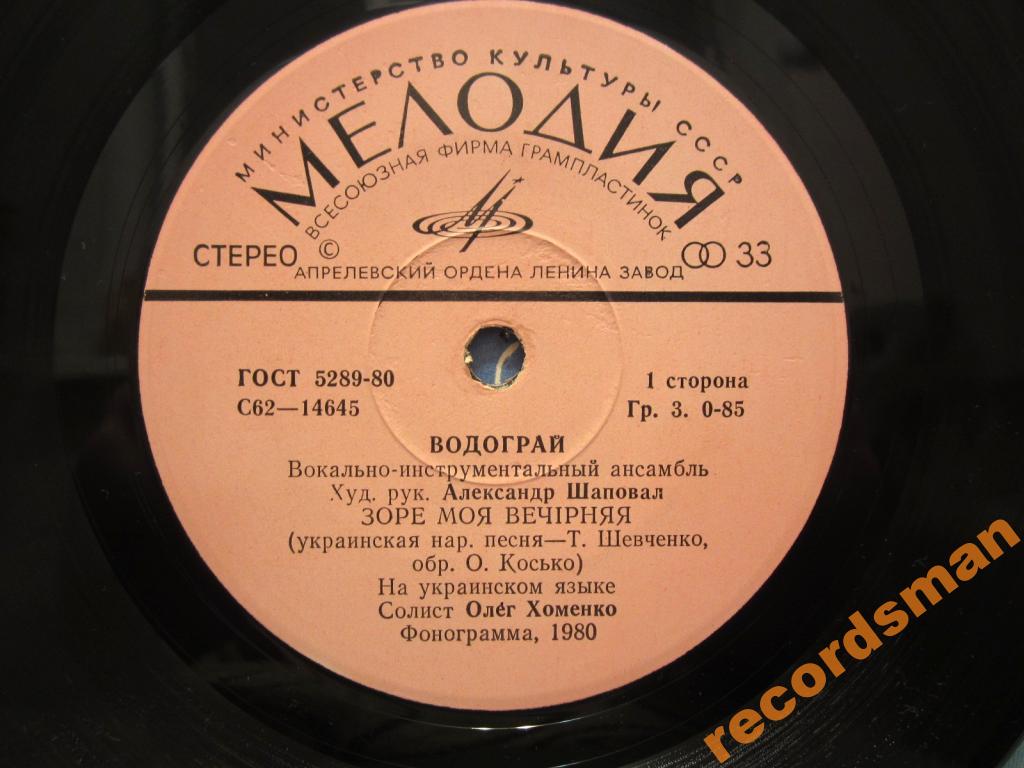 МИНИСТЕРСТВО КУЛЬТУРЫ СССР
МЕЛОДИЯ
ВСЕСОЮЗНАЯ ФИРМА ГРАМПЛАСТИНОК
СТЕРЕО © 33
АПРЕЛЕВСКИЙ ОРДЕНА ЛЕНИНА ЗАВОД
ГОСТ 5289-80 1 сторона
С62—14645 Гр. 3. 0-85
ВОДОГРАЙ
Вокально-инструментальный ансамбль
Худ. рук. Александр Шаповал
ЗОРЕ МОЯ ВЕЧІРНЯЯ
(украинская нар. песня—Т. Шевченко,
обр. О. Косько)
На украинском языке
Солист Олег Хоменко
Фонограмма, 1980
recordsman